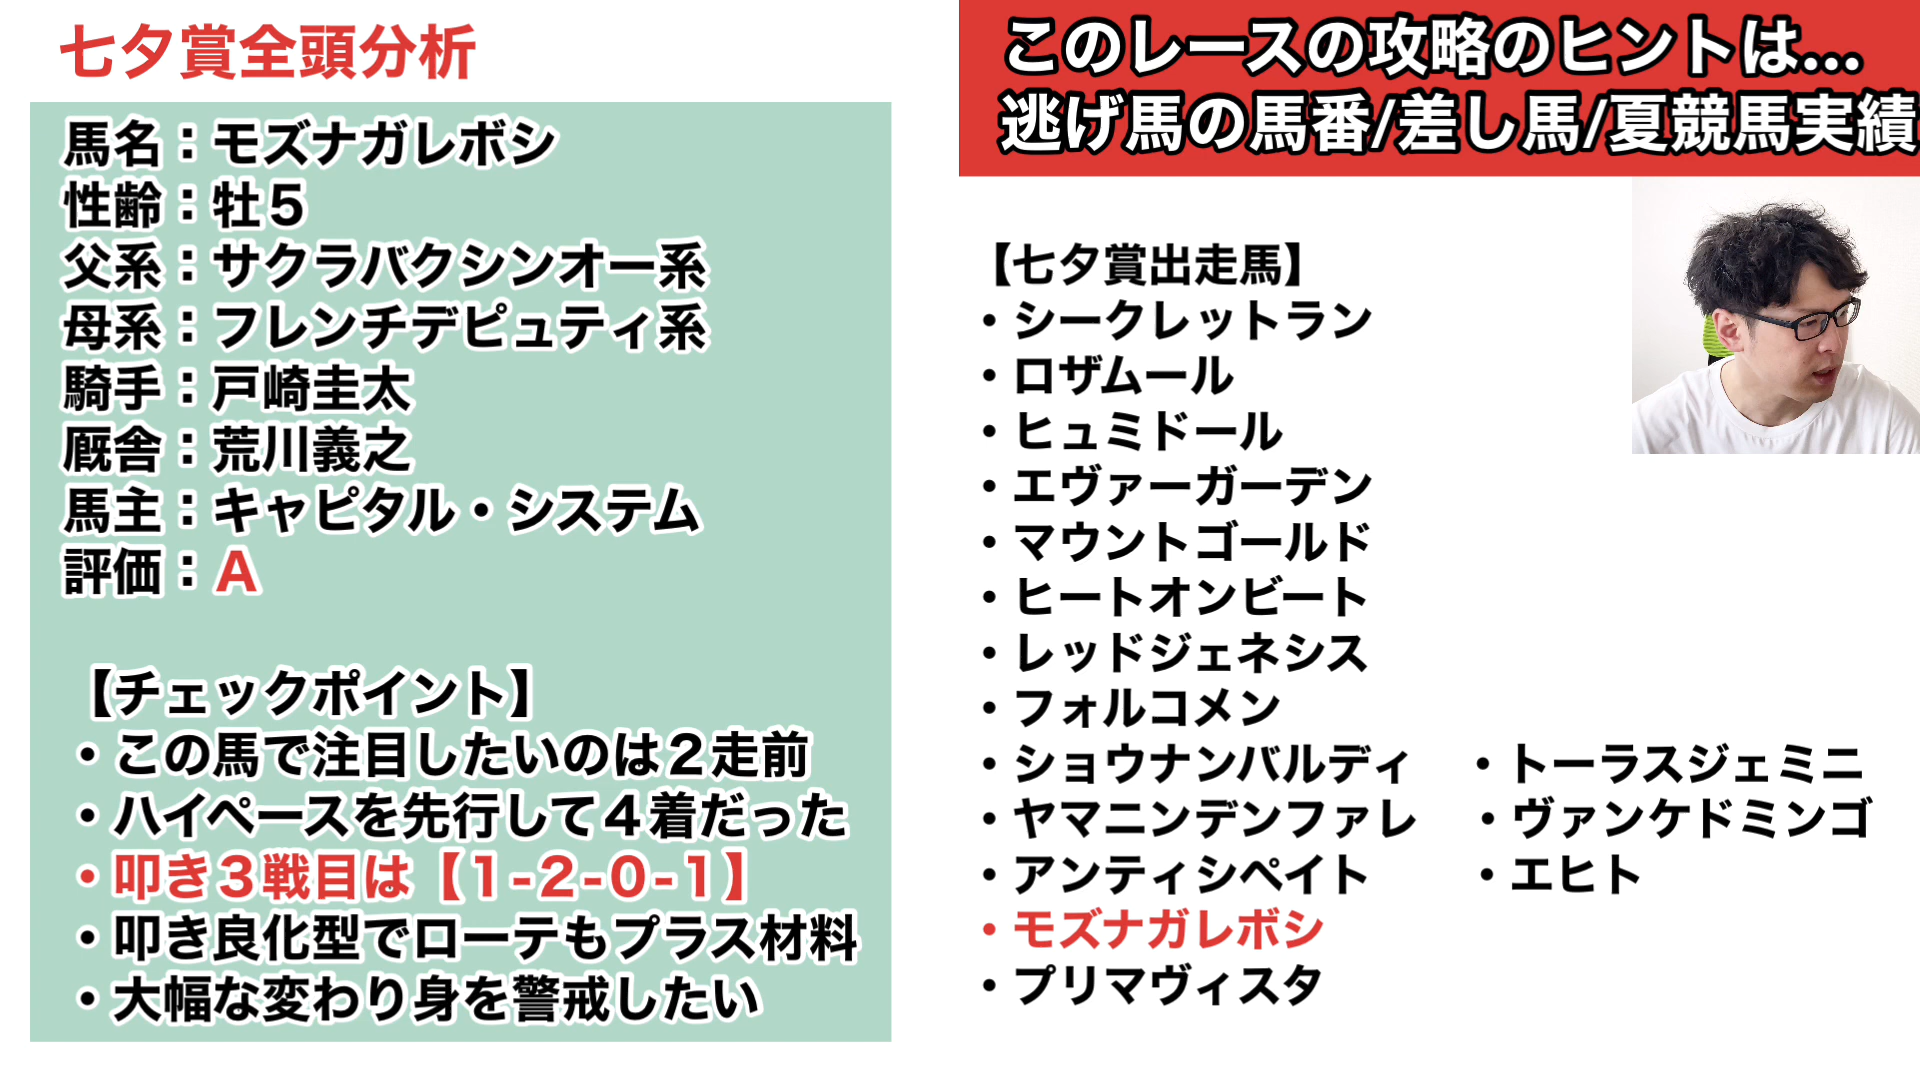 七夕賞全頭分析
馬名：モズナガレボシ
性齢：牡５
父系：サクラバクシンオー系
母系：フレンチデピュティ系
騎手：戸崎圭太
厩舎：荒川義之
馬主：キャピタル・システム
評価：A
【チェックポイント】
・この馬で注目したいのは２走前
・ハイペースを先行して４着だった
・叩き３戦目は【１-２-０-１】
・叩き良化型でローテもプラス材料
・大幅な変わり身を警戒したい
このレースの攻略のヒントは…
逃げ馬の馬番/差し馬/夏競馬実績
【七夕賞出走馬】
・シークレットラン
・ロザムール
・ヒュミドール
・エヴァーガーデン
・マウントゴールド
・ヒートオンビート
・レッドジェネシス
・フォルコメン
・ショウナンバルディ　・トーラスジェミニ
・ヤマニンデンファレ　・ヴァンケドミンゴ
・アンティシペイト　・エヒト
・モズナガレボシ
・プリマヴィスタ